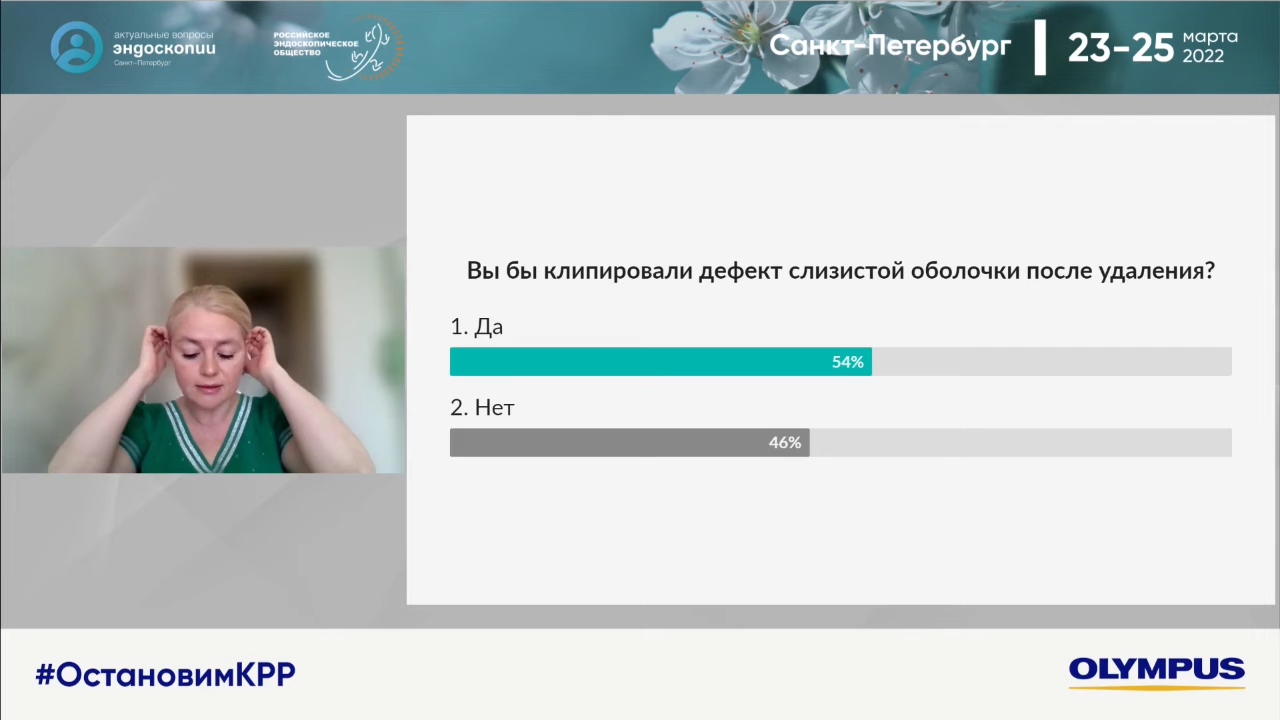 актуальные вопросы
эндоскопии
Санкт-Петербург
РОССИЙСКОЕ
ЭНДОСКОПИЧЕСКОЕ
ОБЩЕСТВО
Санкт-Петербург
23-25
марта
2022
Вы бы клипировали дефект слизистой оболочки после удаления?
1. Да
54%
2. Нет
46%
#ОстановимКРР
OLYMPUS